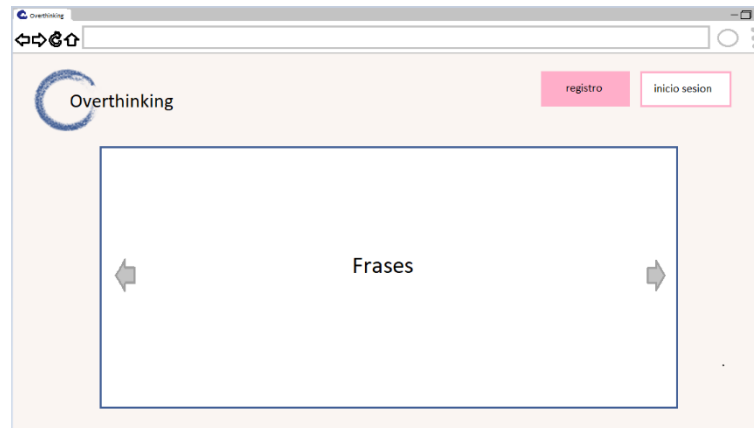 Overthinking
Overthinking
registro
inicio sesion
Frases